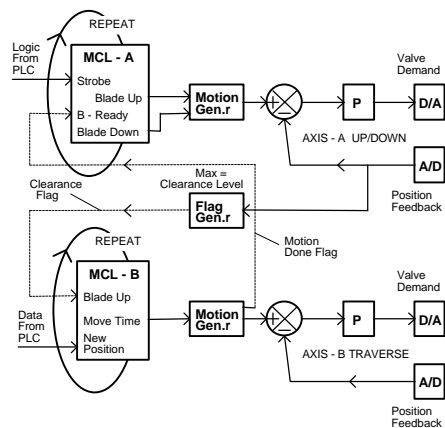 REPEAT
Logic
From
PLC
MCL - A
Strobe
Blade Up
B - Ready
Blade Down
Motion
Gen.r
P
Valve
Demand
D/A
AXIS - A UP/DOWN
A/D
Position
Feedback
Clearance
Flag
Max =
Clearance Level
Flag
Gen.r
Motion
Done Flag
REPEAT
MCL - B
Blade Up
Move Time
New
Position
Data
From
PLC
Motion
Gen.r
P
Valve
Demand
D/A
AXIS - B TRAVERSE
A/D
Position
Feedback